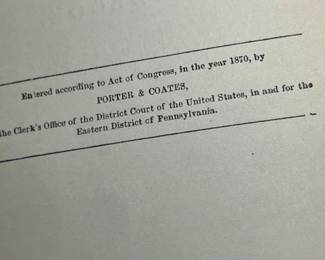 Entered according to Act of Congress, in the year 1870, by
PORTER & COATES,
the Clerk's Office of the District Court of the United States, in and for the
Eastern District of Pennsylvania.